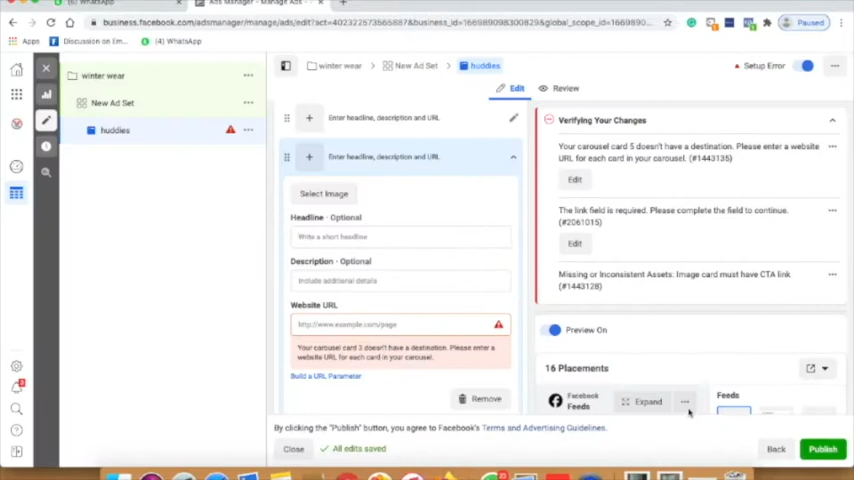 WhatsApp
Ads Manager - Manage Ads -
business.facebook.com/adsmanager/manage/ads/edit?act=402322573565887&business_id=166989098300829&global_scope_id=1669890...
Paused
Apps
Discussion on Em...
(4) WhatsApp
winter wear
New Ad Set
huddies
winter wear
New Ad Set
huddies
Setup Error
Edit
Review
Enter headline, description and URL
Enter headline, description and URL
Select Image
Headline · Optional
Write a short headline
Description · Optional
Include additional details
Website URL
http://www.example.com/page
Your carousel card 3 doesn't have a destination. Please enter a
website URL for each card in your carousel.
Build a URL Parameter
Remove
Verifying Your Changes
Your carousel card 5 doesn't have a destination. Please enter a website
URL for each card in your carousel. (#1443135)
Edit
The link field is required. Please complete the field to continue.
(#2061015)
Edit
Missing or Inconsistent Assets: Image card must have CTA link
(#1443128)
Preview On
16 Placements
Facebook
Feeds
Expand
Feeds
By clicking the "Publish" button, you agree to Facebook's Terms and Advertising Guidelines.
Close
All edits saved
Back
Publish